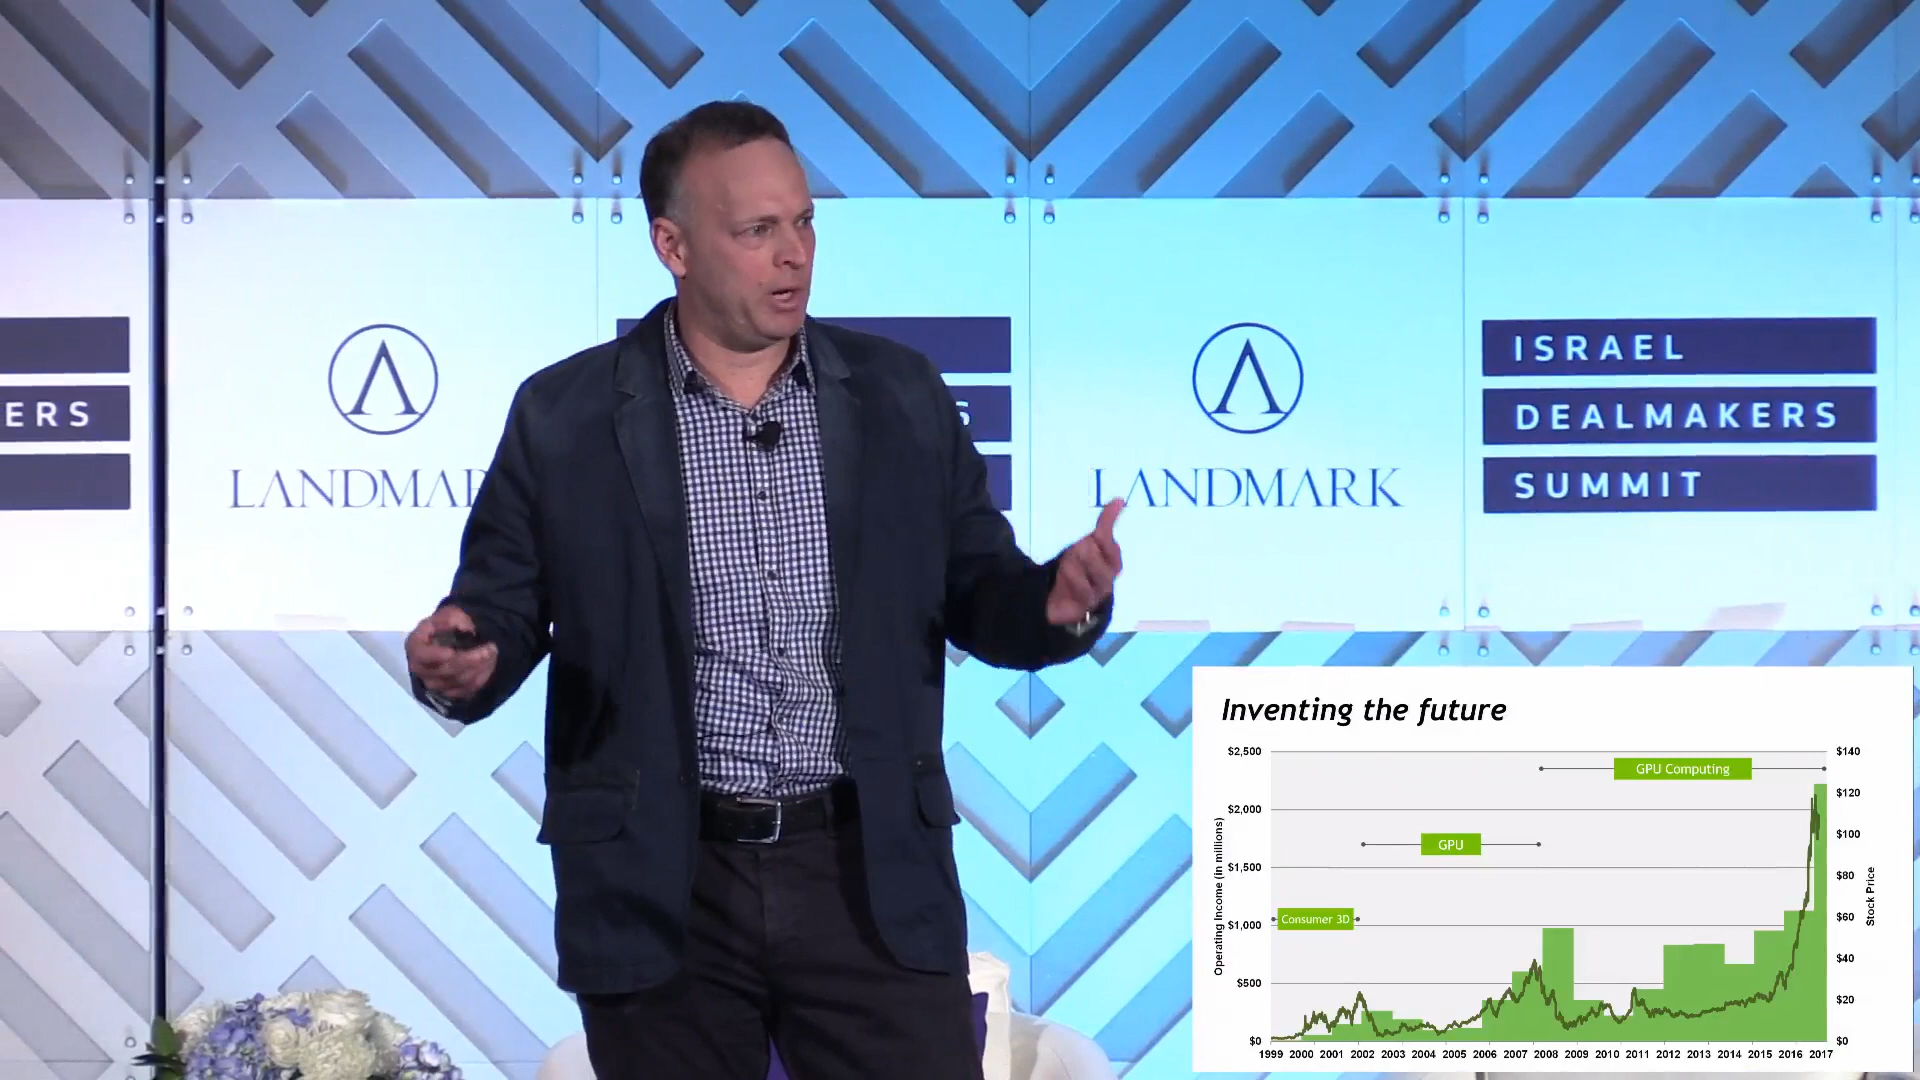 ERS
LANDMAR
S
LANDMARK
ISRAEL
DEALMAKERS
SUMMIT
Inventing the future
$2,500
$2,000
$1,500
$1,000
$500
$0
Operating Income (in millions)
$140
$120
$100
$80
$60
$40
$20
$0
Stock Price
GPU Computing
GPU
Consumer 3D
1999 2000 2001 2002 2003 2004 2005 2006 2007 2008 2009 2010 2011 2012 2013 2014 2015 2016 2017